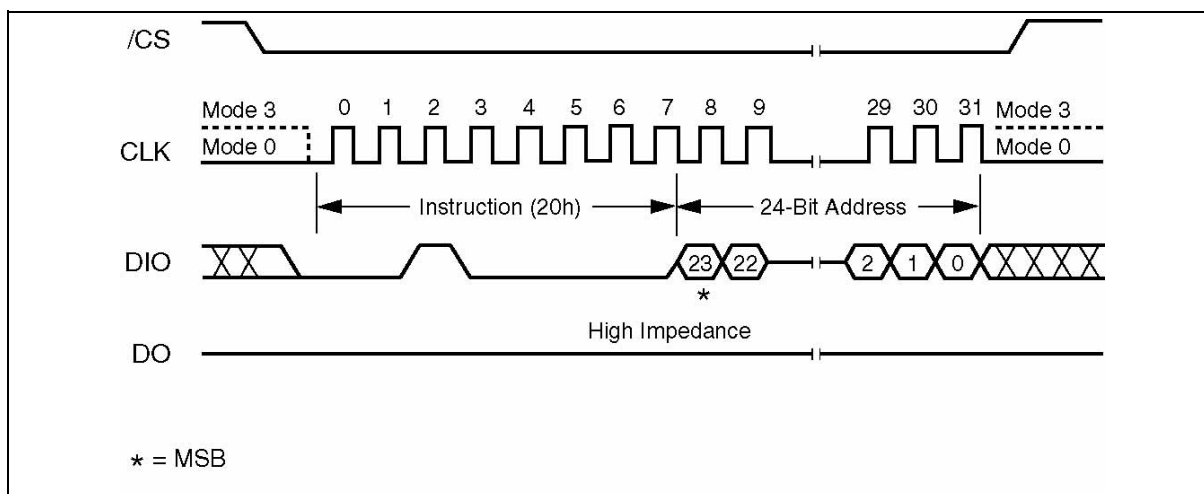 /CS
Mode 3 0 1 2 3 4 5 6 7 8 9 29 30 31 Mode 3
CLK Mode 0 Mode 0
Instruction (20h) 24-Bit Address
DIO 23 22 2 1 0
*
High Impedance
DO
* = MSB